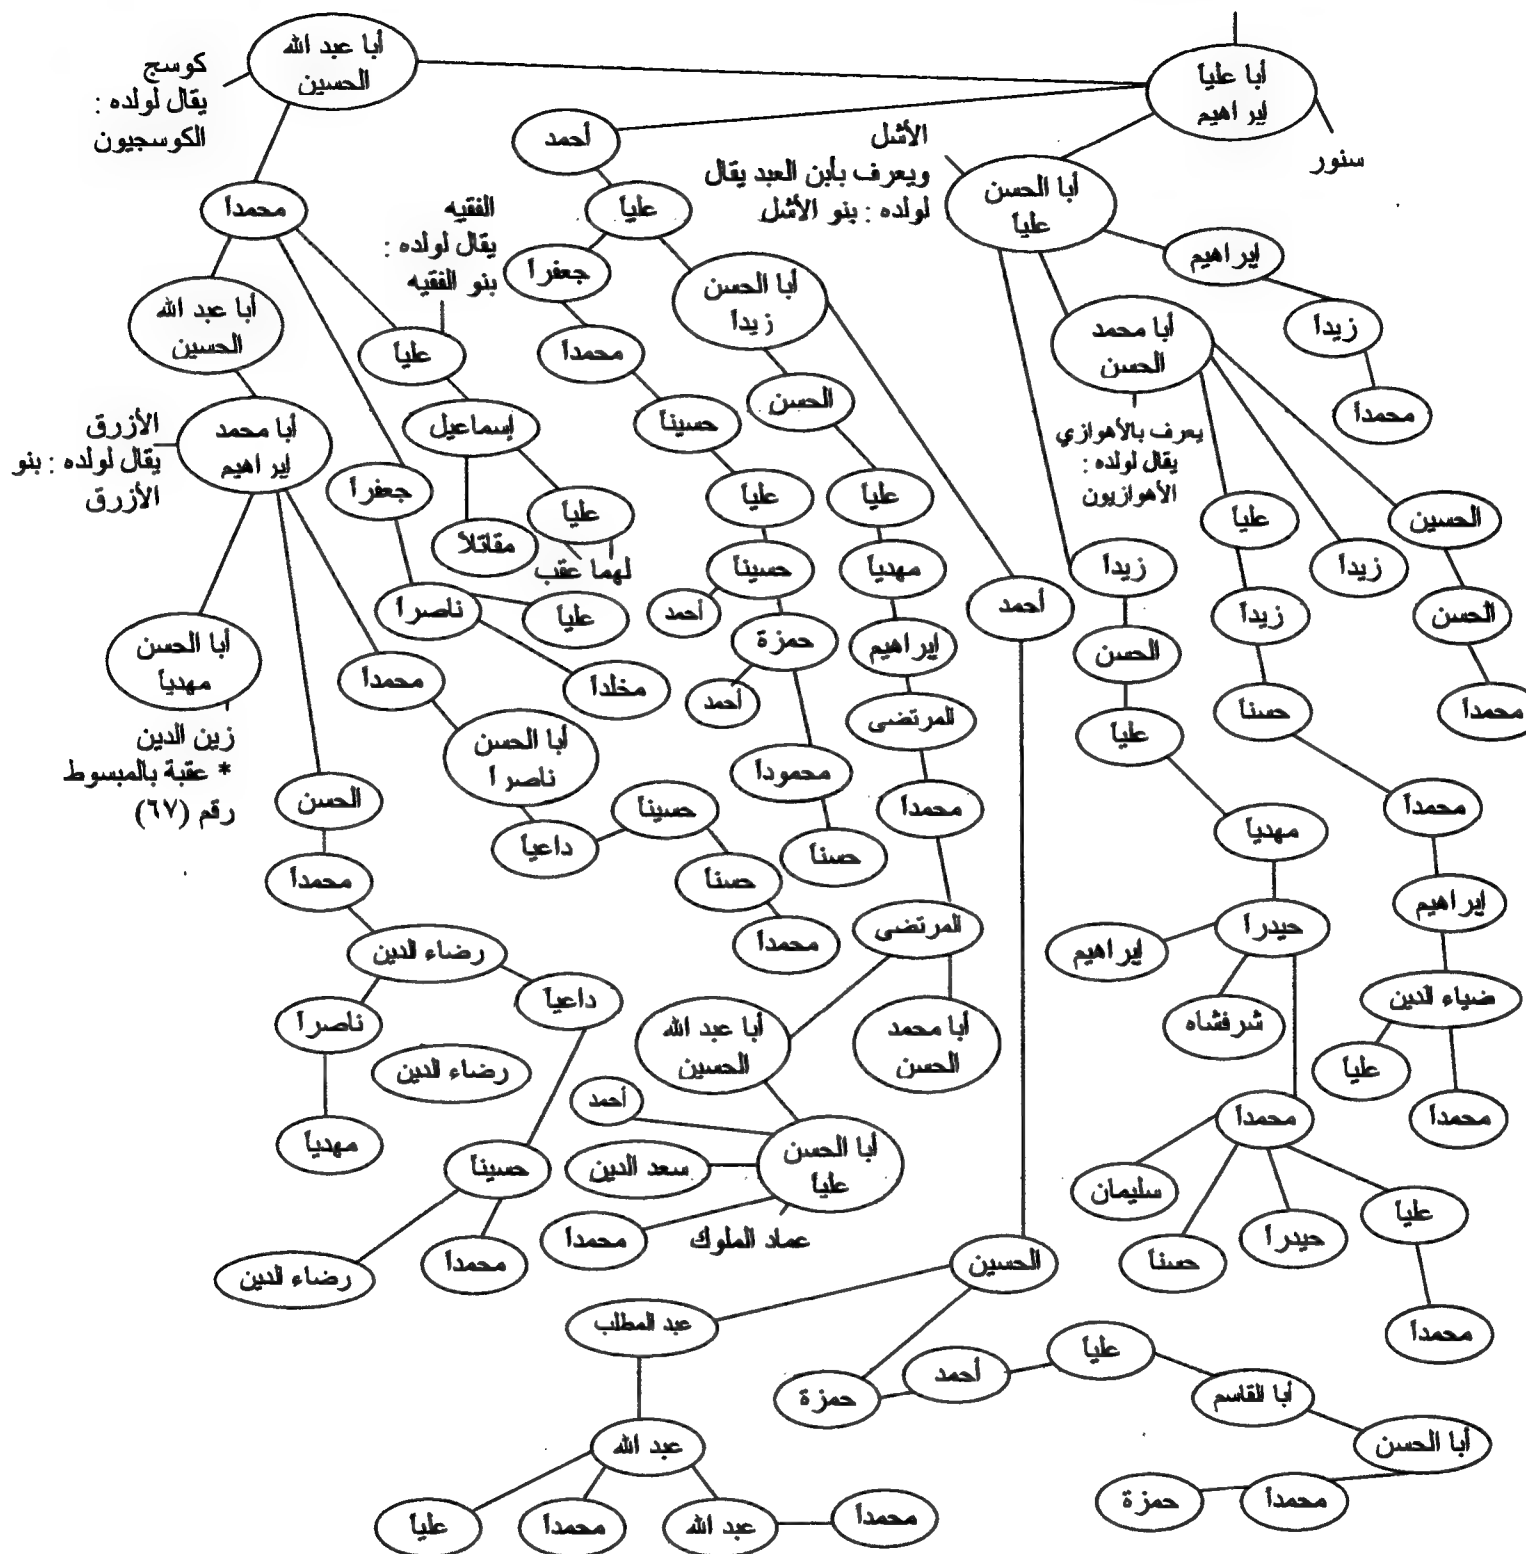 أبا علياً
إبراهيم
سنور
أبا عبد الله
الحسين
كوسج
يقال لولده :
الكوسجيون
أحمد
الأشل
ويعرف بأبن العبد يقال
لولده : بنو الأشل
أبا الحسن
علياً
محمداً
الفقيه
يقال لولده :
بنو الفقيه
علياً
جعفراً
أبا الحسن
زيداً
إبراهيم
زيداً
محمداً
أبا محمد
الحسن
يعرف بالأهوازي
يقال لولده :
الأهوازيون
أبا عبد الله
الحسين
علياً
محمداً
الحسن
أبا محمد
إبراهيم
الأزرق
يقال لولده : بنو
الأزرق
إسماعيل
حسيناً
جعفراً
مقاتلاً
علياً
لهما عقب
علياً
علياً
علياً
زيداً
الحسين
ناصراً
علياً
حسيناً
أحمد
مهدياً
أحمد
زيداً
زيداً
الحسن
أبا الحسن
مهدياً
زين الدين
* عقبة بالمبسوط
رقم (٦٧)
محمداً
مخلداً
حمزة
أحمد
إبراهيم
الحسن
حسناً
محمداً
أبا الحسن
ناصراً
المرتضى
علياً
الحسن
محموداً
محمداً
حسيناً
داعياً
حسناً
مهدياً
محمداً
محمداً
حسناً
محمداً
المرتضى
حيدراً
إبراهيم
إبراهيم
رضاء الدين
داعياً
ناصراً
رضاء الدين
مهدياً
أبا عبد الله
الحسين
أبا محمد
الحسن
شرفشاه
ضياء الدين
علياً
محمداً
أحمد
أبا الحسن
علياً
سعد الدين
محمداً
عماد الملوك
محمداً
سليمان
حسناً
حيدراً
علياً
محمداً
حسيناً
رضاء الدين
محمداً
الحسين
عبد المطلب
حمزة
أحمد
علياً
أبا القاسم
أبا الحسن
محمداً
حمزة
عبد الله
علياً
محمداً
عبد الله
محمداً